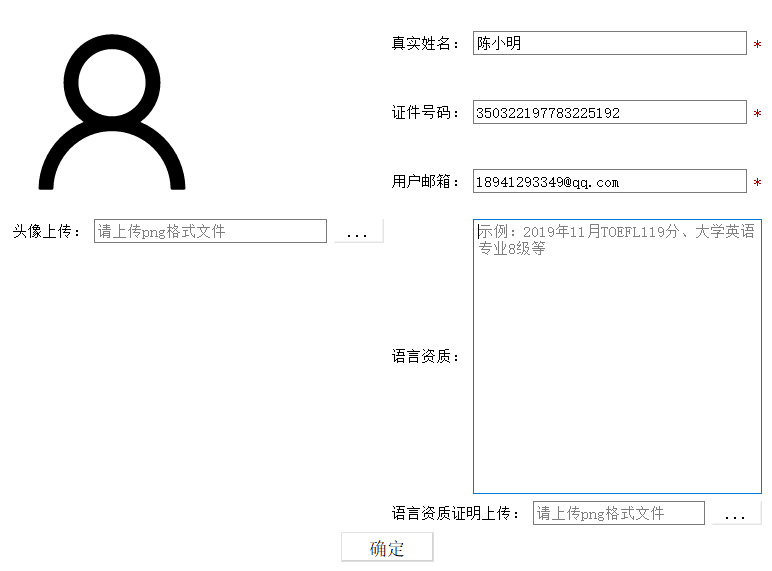 真实姓名： 陈小明 *
证件号码： 350322197783225192 *
用户邮箱： 18941293349@qq.com *
头像上传： 请上传png格式文件 ...
示例：2019年11月TOEFL119分、大学英语
专业8级等
语言资质：
语言资质证明上传： 请上传png格式文件 ...
确定